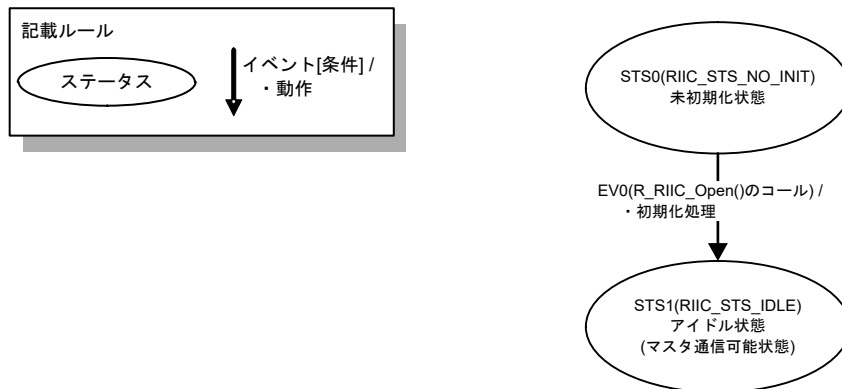 記載ルール
ステータス
イベント[条件] /
・動作
STS0(RIIC_STS_NO_INIT)
未初期化状態
EV0(R_RIIC_Open()のコール) /
・初期化処理
STS1(RIIC_STS_IDLE)
アイドル状態
(マスタ通信可能状態)